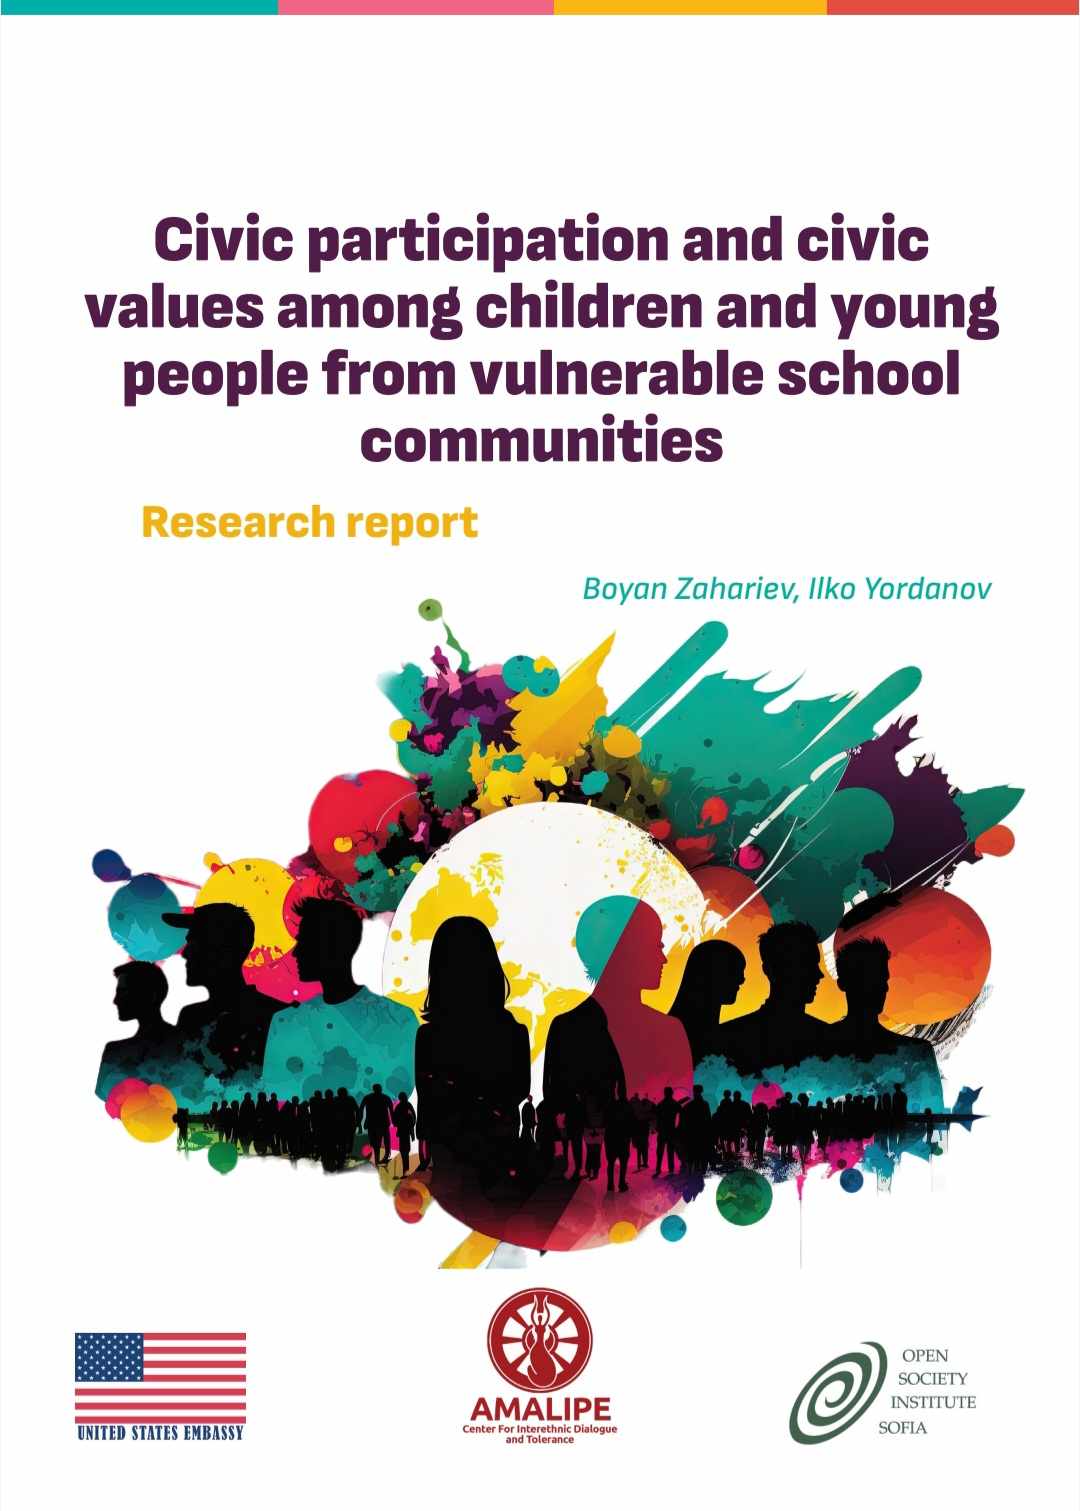 Civic participation and civic
values among children and young
people from vulnerable school
communities
Research report
Boyan Zahariev, Ilko Yordanov
UNITED STATES EMBASSY
AMALIPE
Center For Interethnic Dialogue
and Tolerance
OPEN
SOCIETY
INSTITUTE
SOFIA